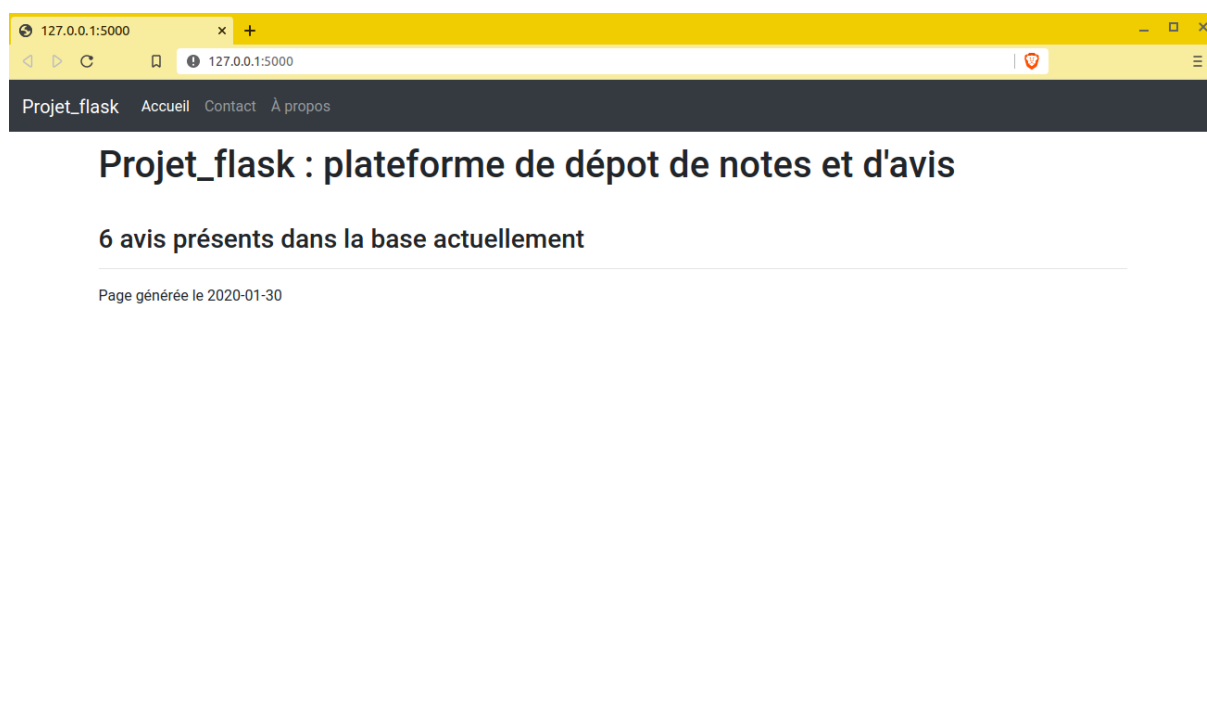 127.0.0.1:5000
127.0.0.1:5000
Projet_flask Accueil Contact À propos
Projet_flask : plateforme de dépot de notes et d'avis
6 avis présents dans la base actuellement
Page générée le 2020-01-30